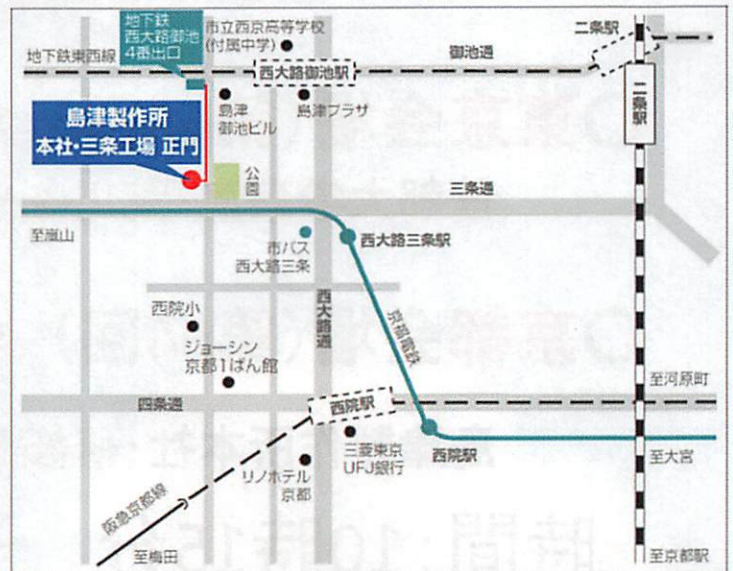 地下鉄
西大路御池
4番出口
市立西京高等学校
(付属中学)
二条駅
地下鉄東西線
御池通
西大路御池駅
二条駅
島津製作所
本社・三条工場 正門
島津
御池ビル
島津プラザ
公園
三条通
至嵐山
市バス
西大路三条
西大路三条駅
西大路通
京福電鉄
西院小
ジョーシン
京都1ばん館
至河原町
四条通
西院駅
三菱東京
UFJ銀行
西院駅
至大宮
リノホテル
京都
阪急京都線
至梅田
至京都駅